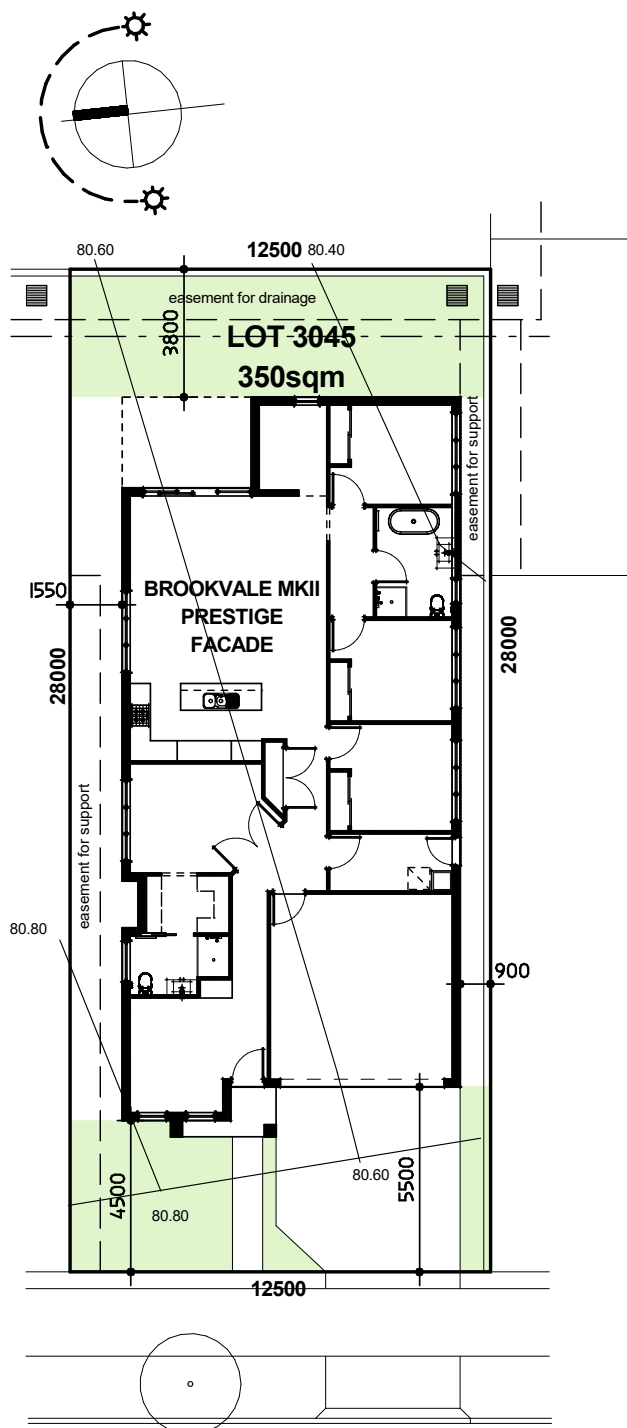 80.60
12500
80.40
easement for drainage
LOT 3045
350sqm
3800
easement for support
1550
BROOKVALE MKII
PRESTIGE
FACADE
28000
28000
easement for support
80.80
900
4500
80.80
80.60
5500
12500